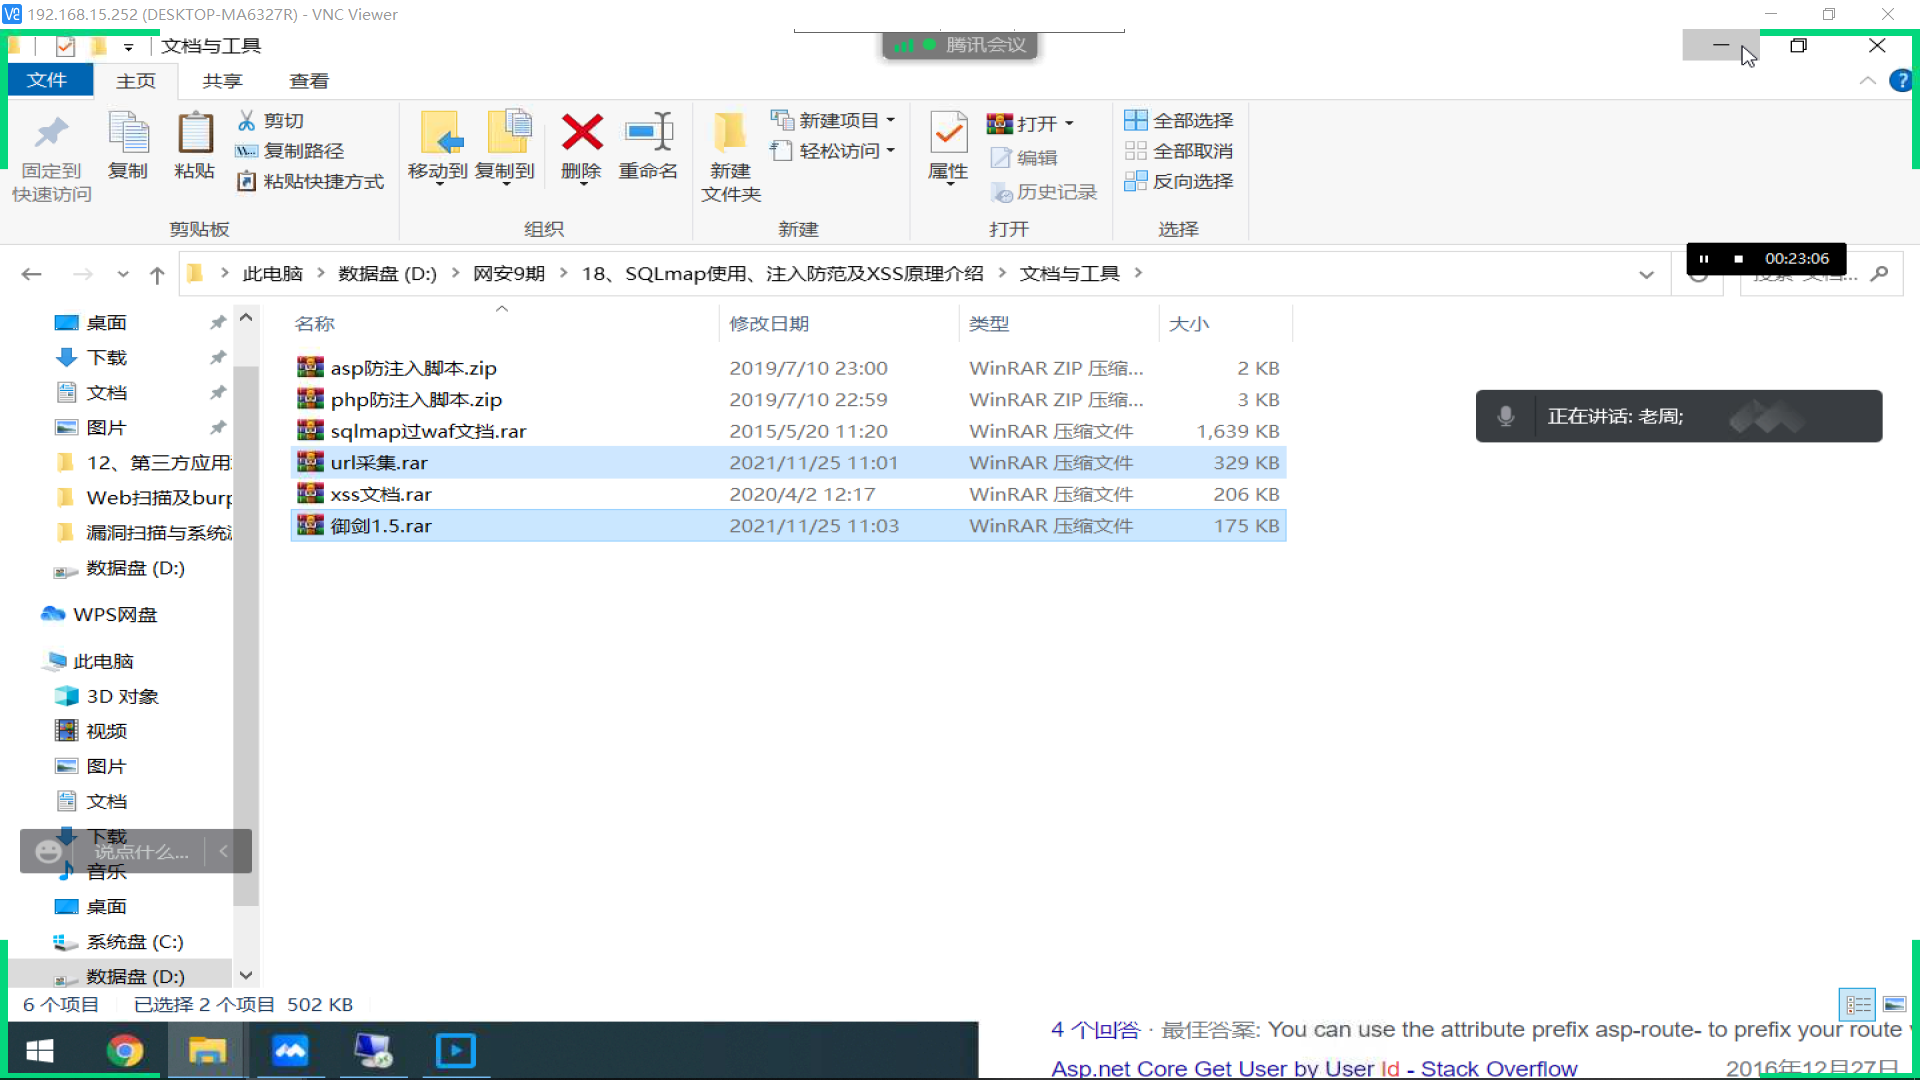 192.168.15.252 (DESKTOP-MA6327R) - VNC Viewer
文档与工具
腾讯会议
文件 主页 共享 查看
固定到
快速访问
复制
粘贴
剪切
复制路径
粘贴快捷方式
剪贴板
移动到
复制到
删除
重命名
组织
新建
文件夹
新建项目
轻松访问
新建
属性
打开
编辑
历史记录
打开
全部选择
全部取消
反向选择
选择
此电脑 > 数据盘 (D:) > 网安9期 > 18、SQLmap使用、注入防范及XSS原理介绍 > 文档与工具 >
00:23:06
桌面
下载
文档
图片
12、第三方应用
Web扫描及burp
漏洞扫描与系统
数据盘 (D:)
WPS网盘
此电脑
3D 对象
视频
图片
文档
下载
音乐
桌面
系统盘 (C:)
数据盘 (D:)
说点什么...
名称 修改日期 类型 大小
asp防注入脚本.zip 2019/7/10 23:00 WinRAR ZIP 压缩... 2 KB
php防注入脚本.zip 2019/7/10 22:59 WinRAR ZIP 压缩... 3 KB
sqlmap过waf文档.rar 2015/5/20 11:20 WinRAR 压缩文件 1,639 KB
url采集.rar 2021/11/25 11:01 WinRAR 压缩文件 329 KB
xss文档.rar 2020/4/2 12:17 WinRAR 压缩文件 206 KB
御剑1.5.rar 2021/11/25 11:03 WinRAR 压缩文件 175 KB
正在讲话: 老周;
6 个项目 已选择 2 个项目 502 KB
4 个回答 · 最佳答案: You can use the attribute prefix asp-route- to prefix your route
Asp.net Core Get User by User Id - Stack Overflow 2016年12月27日